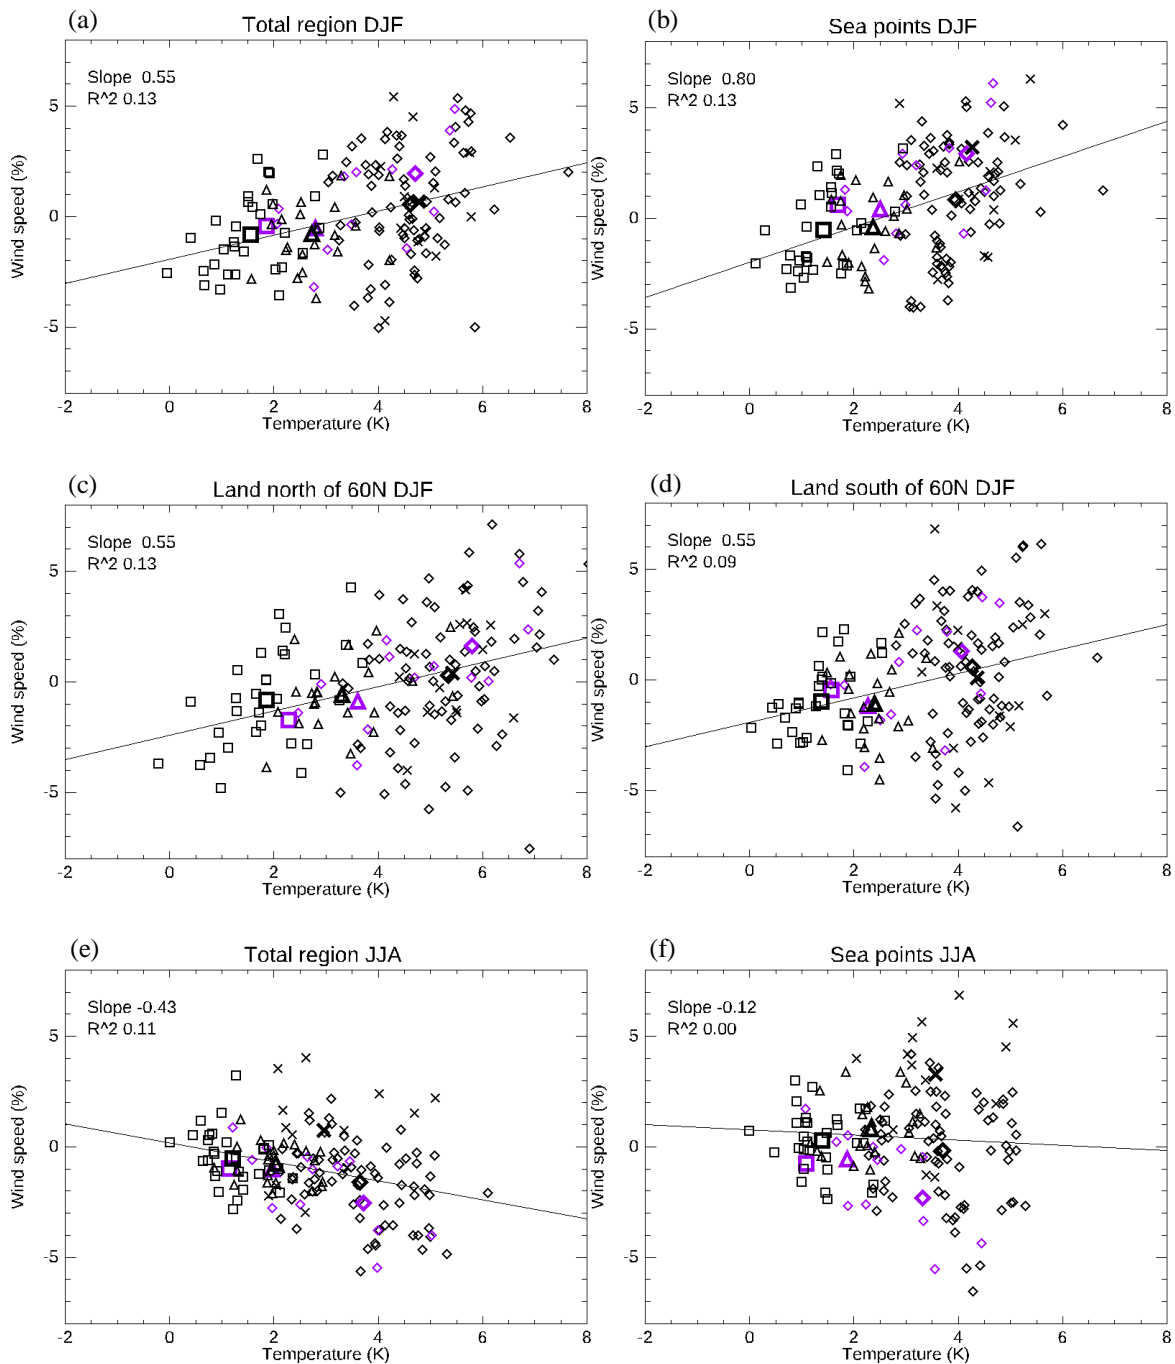 (a)
Total region DJF
Slope 0.55
R^2 0.13
5
0
-5
-2
0
2
4
6
8
Wind speed (%)
Temperature (K)
(b)
Sea points DJF
Slope 0.80
R^2 0.13
5
0
-5
-2
0
2
4
6
8
Wind speed (%)
Temperature (K)
(c)
Land north of 60N DJF
Slope 0.55
R^2 0.13
5
0
-5
-2
0
2
4
6
8
Wind speed (%)
Temperature (K)
(d)
Land south of 60N DJF
Slope 0.55
R^2 0.09
5
0
-5
-2
0
2
4
6
8
Wind speed (%)
Temperature (K)
(e)
Total region JJA
Slope -0.43
R^2 0.11
5
0
-5
-2
0
2
4
6
8
Wind speed (%)
Temperature (K)
(f)
Sea points JJA
Slope -0.12
R^2 0.00
5
0
-5
-2
0
2
4
6
8
Wind speed (%)
Temperature (K)